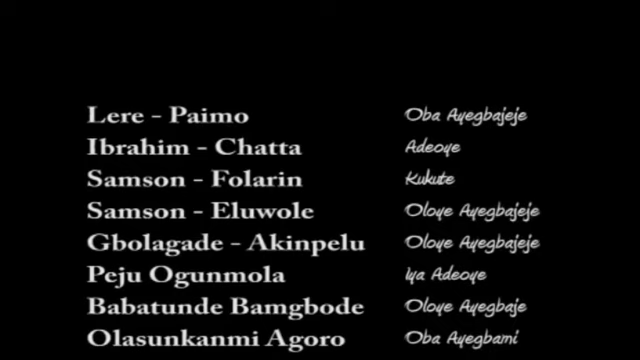 Lere - Paimo Oba Ayegbajeje
Ibrahim - Chatta Adeoye
Samson - Folarin Kukute
Samson - Eluwole Oloye Ayegbajeje
Gbolagade - Akinpelu Oloye Ayegbajeje
Peju Ogunmola Iya Adeoye
Babatunde Bamgbode Oloye Ayegbaje
Olasunkanmi Agoro Oba Ayegbami